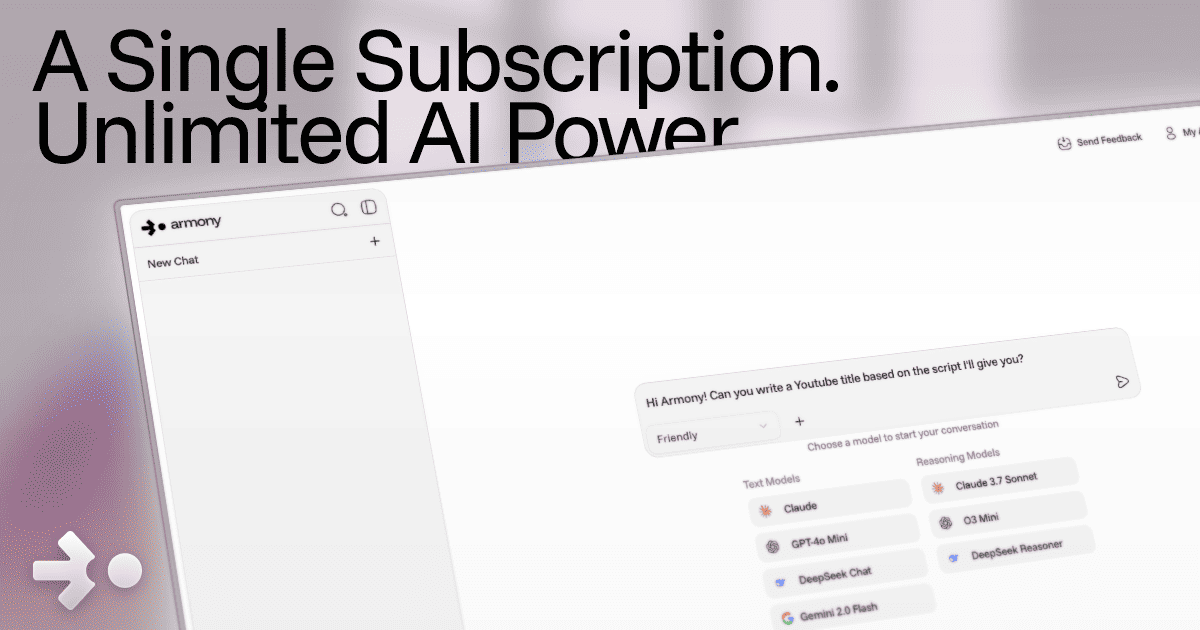 A Single Subscription.
Unlimited AI Power
Send Feedback
My
armony
New Chat
Hi Armony! Can you write a Youtube title based on the script I'll give you?
Friendly
Choose a model to start your conversation
Text Models
Reasoning Models
Claude
Claude 3.7 Sonnet
GPT-4o Mini
O3 Mini
DeepSeek Chat
DeepSeek Reasoner
Gemini 2.0 Flash